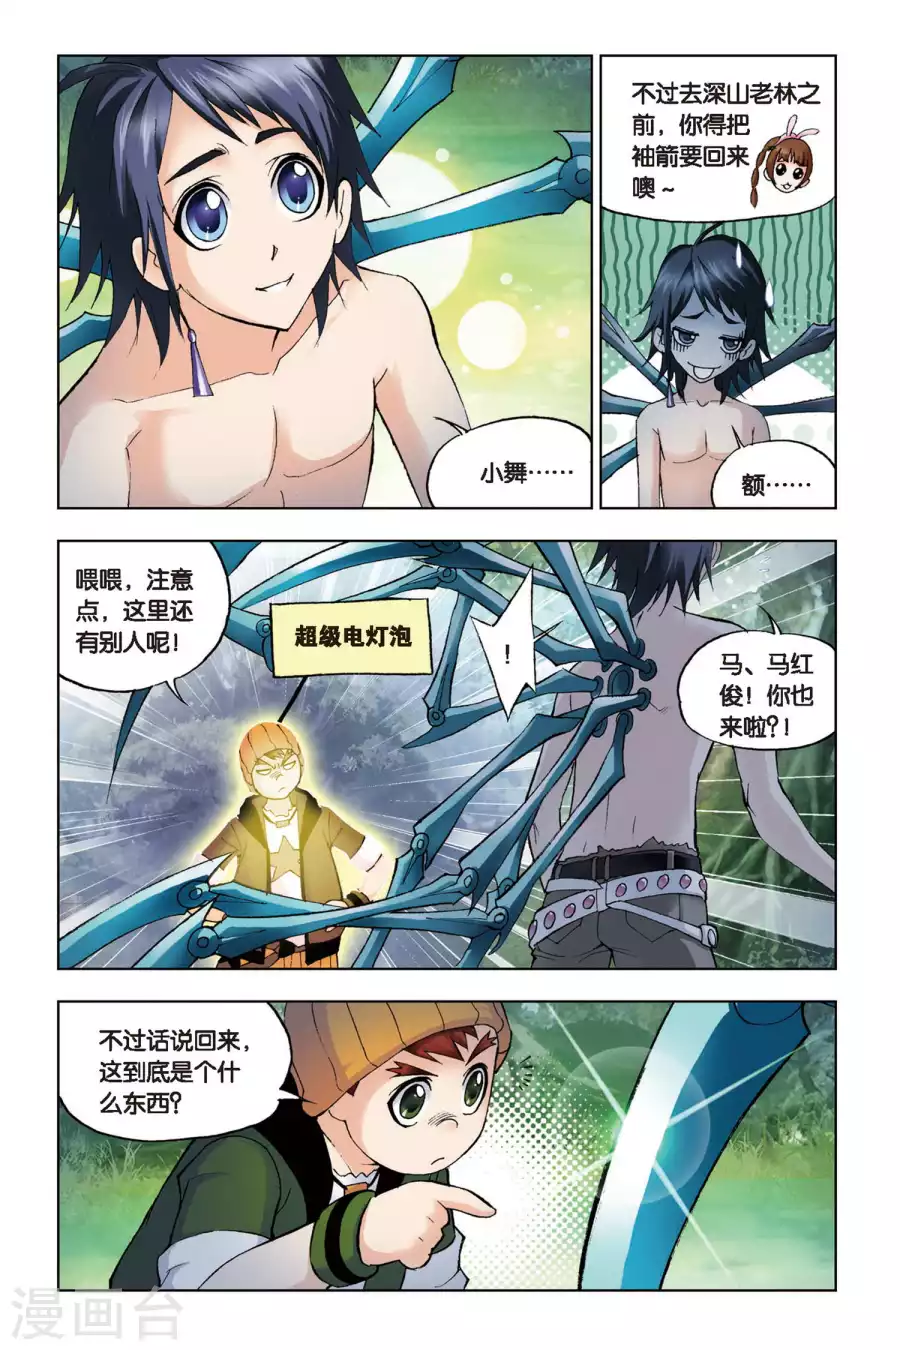 小舞……
不过去深山老林之
前，你得把
袖箭要回来
噢～
额……
喂喂，注意
点，这里还
有别人呢！
超级电灯泡
！
马、马红
俊！你也
来啦？！
不过话说回来，
这到底是个什
么东西？
漫画台